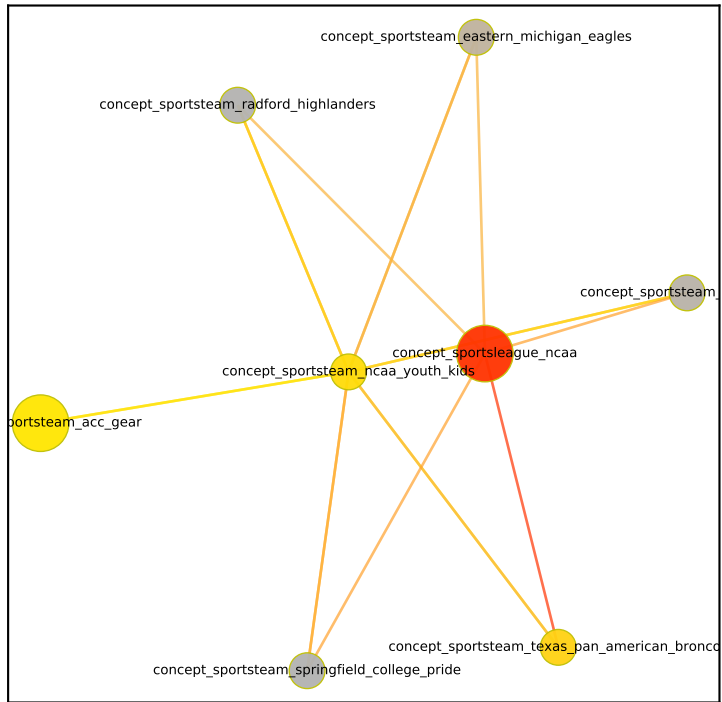 concept_sportsteam_eastern_michigan_eagles
concept_sportsteam_radford_highlanders
concept_sportsteam_
concept_sportsleague_ncaa
concept_sportsteam_ncaa_youth_kids
portsteam_acc_gear
concept_sportsteam_texas_pan_american_bronco
concept_sportsteam_springfield_college_pride